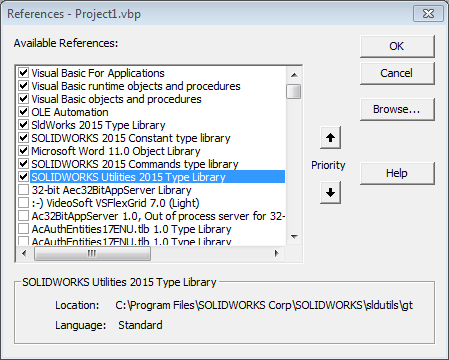 References - Project1.vbp
Available References:
OK
Cancel
Browse...
Priority
Help
Visual Basic For Applications
Visual Basic runtime objects and procedures
Visual Basic objects and procedures
OLE Automation
SldWorks 2015 Type Library
SOLIDWORKS 2015 Constant type library
Microsoft Word 11.0 Object Library
SOLIDWORKS 2015 Commands type library
SOLIDWORKS Utilities 2015 Type Library
32-bit Aec32BitAppServer Library
:-) VideoSoft VSFlexGrid 7.0 (Light)
Ac32BitAppServer 1.0, Out of process server for 32-
AcAuthEntities17ENU.tlb 1.0 Type Library
AcAuthEntities18ENU.tlb 1.0 Type Library
SOLIDWORKS Utilities 2015 Type Library
Location: C:\Program Files\SOLIDWORKS Corp\SOLIDWORKS\sldutils\gt
Language: Standard